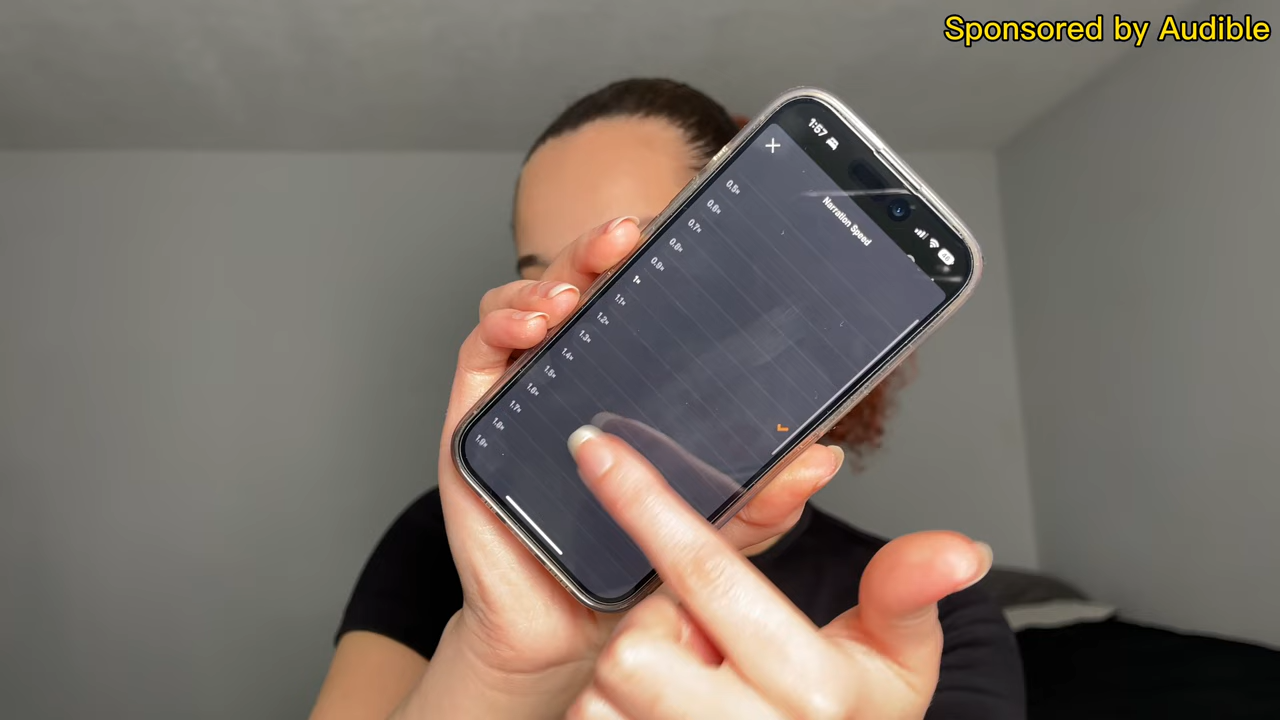 Sponsored by Audible
1:57
Narration Speed
0.5x
0.6x
0.7x
0.8x
0.9x
1x
1.1x
1.2x
1.3x
1.4x
1.5x
1.6x
1.7x
1.8x
1.9x